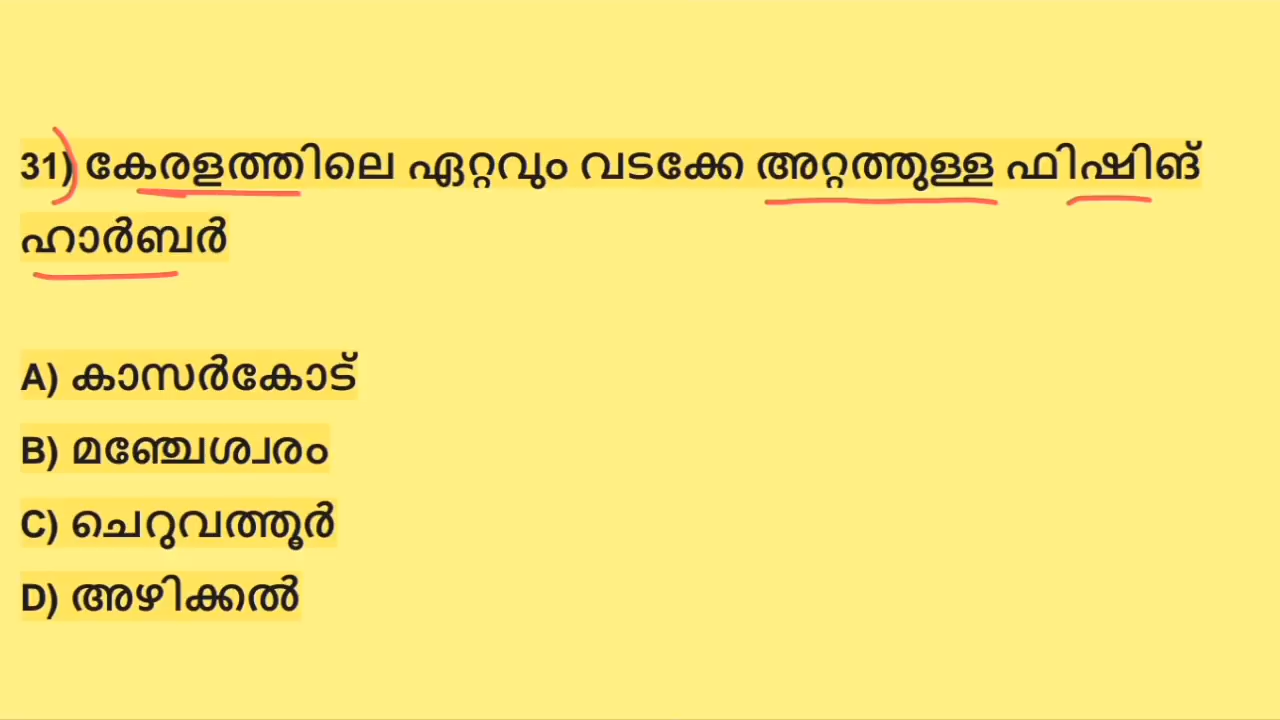 31) കേരളത്തിലെ ഏറ്റവും വടക്കേ അറ്റത്തുള്ള ഫിഷിങ്
ഹാർബർ
A) കാസർകോട്
B) മഞ്ചേശ്വരം
C) ചെറുവത്തൂർ
D) അഴിക്കൽ